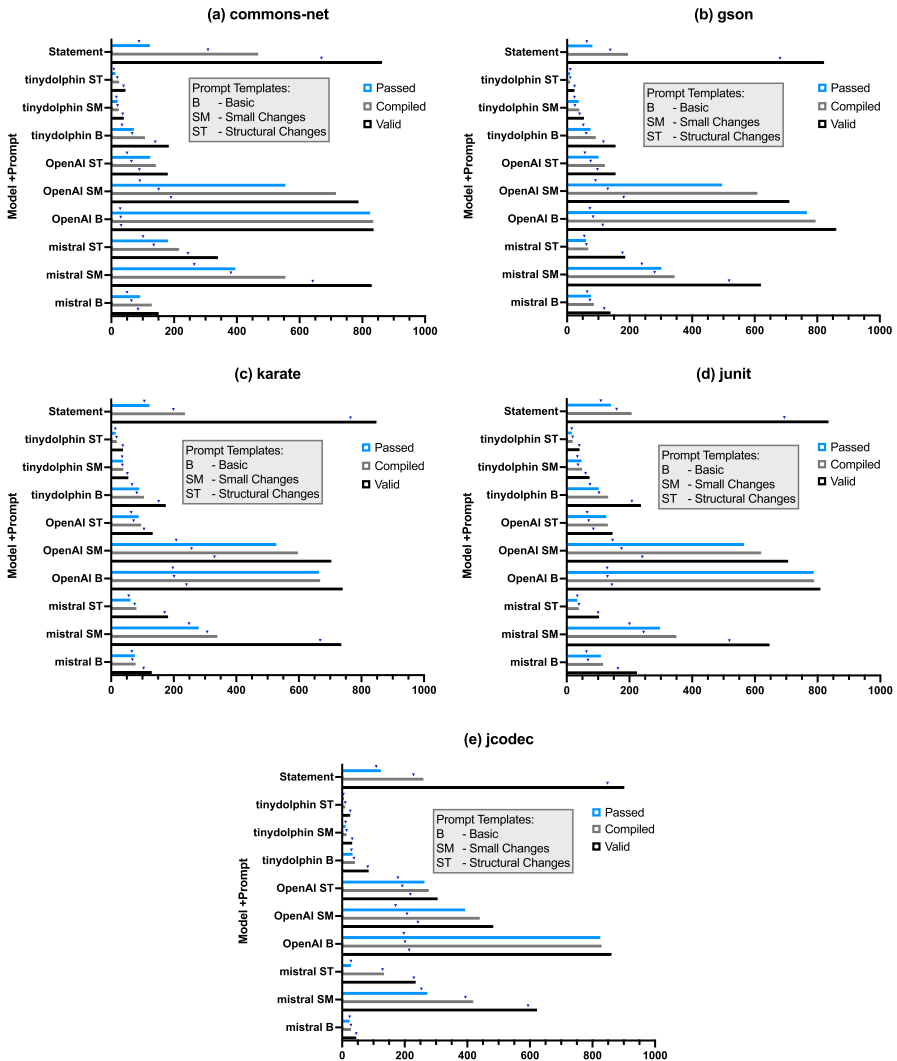 (a) commons-net
Model +Prompt
Statement
tinydolphin ST
tinydolphin SM
tinydolphin B
OpenAI ST
OpenAI SM
OpenAI B
mistral ST
mistral SM
mistral B
0 200 400 600 800 1000
Prompt Templates:
B - Basic
SM - Small Changes
ST - Structural Changes
Passed
Compiled
Valid
(b) gson
Model +Prompt
Statement
tinydolphin ST
tinydolphin SM
tinydolphin B
OpenAI ST
OpenAI SM
OpenAI B
mistral ST
mistral SM
mistral B
0 200 400 600 800 1000
Prompt Templates:
B - Basic
SM - Small Changes
ST - Structural Changes
Passed
Compiled
Valid
(c) karate
Model +Prompt
Statement
tinydolphin ST
tinydolphin SM
tinydolphin B
OpenAI ST
OpenAI SM
OpenAI B
mistral ST
mistral SM
mistral B
0 200 400 600 800 1000
Prompt Templates:
B - Basic
SM - Small Changes
ST - Structural Changes
Passed
Compiled
Valid
(d) junit
Model +Prompt
Statement
tinydolphin ST
tinydolphin SM
tinydolphin B
OpenAI ST
OpenAI SM
OpenAI B
mistral ST
mistral SM
mistral B
0 200 400 600 800 1000
Prompt Templates:
B - Basic
SM - Small Changes
ST - Structural Changes
Passed
Compiled
Valid
(e) jcodec
Model +Prompt
Statement
tinydolphin ST
tinydolphin SM
tinydolphin B
OpenAI ST
OpenAI SM
OpenAI B
mistral ST
mistral SM
mistral B
0 200 400 600 800 1000
Prompt Templates:
B - Basic
SM - Small Changes
ST - Structural Changes
Passed
Compiled
Valid